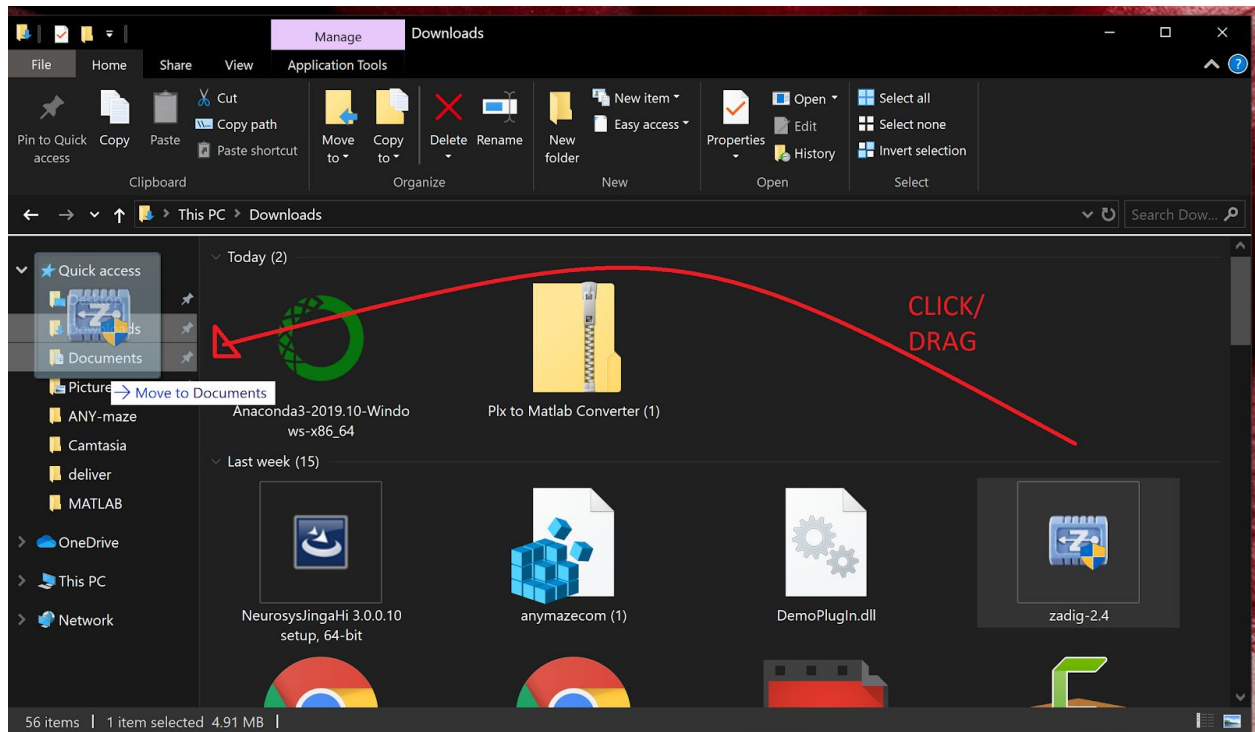 Manage
Downloads
File
Home
Share
View
Application Tools
Pin to Quick
access
Copy
Paste
Cut
Copy path
Paste shortcut
Move
to
Copy
to
Delete
Rename
New
folder
New item
Easy access
Properties
Open
Edit
History
Select all
Select none
Invert selection
Clipboard
Organize
New
Open
Select
This PC > Downloads
Search Dow...
Quick access
Desktop
Downloads
Documents
Picture
→ Move to Documents
ANY-maze
Camtasia
deliver
MATLAB
OneDrive
This PC
Network
Today (2)
CLICK/
DRAG
Anaconda3-2019.10-Windo
ws-x86_64
Plx to Matlab Converter (1)
Last week (15)
NeurosysJingaHi 3.0.0.10
setup, 64-bit
anymazecom (1)
DemoPlugIn.dll
zadig-2.4
56 items
1 item selected 4.91 MB